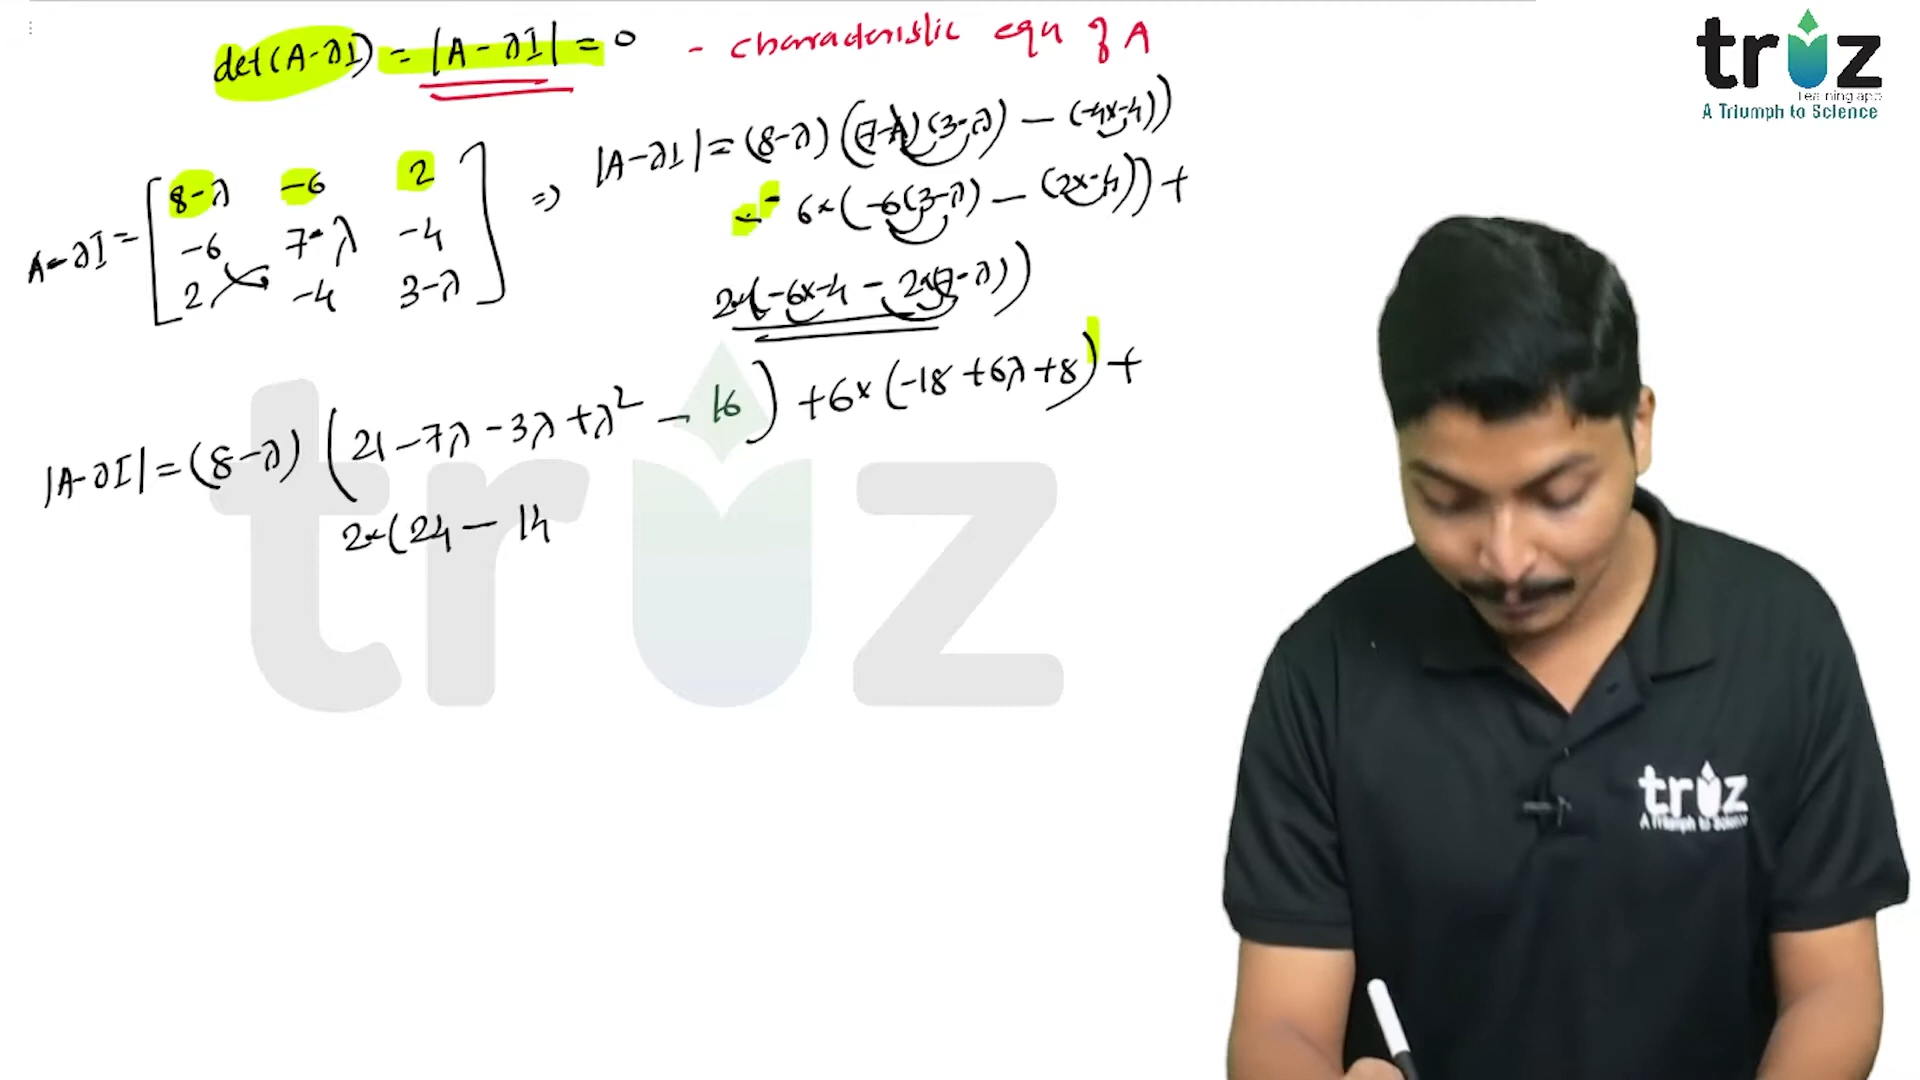 det(A-λI) = |A-λI| = 0 - characteristic equ of A
A-λI = [8-λ -6 2
-6 7-λ -4
2 -4 3-λ]
⇒ |A-λI| = (8-λ)((7-λ)(3-λ) - (-4×-4))
- - 6×(-6(3-λ) - (2×-4)) +
2×(-6×-4 - 2×(7-λ))
|A-λI| = (8-λ)(21-7λ-3λ+λ² - 16) + 6×(-18+6λ+8) +
2×(24 - 14
truz
Learning app
A Triumph to Science
truz
truz
A Triumph to Science